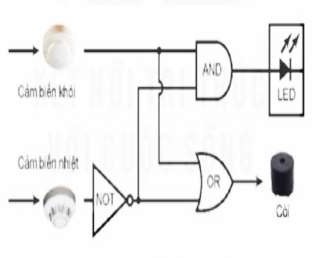 AND
LED
Cảm biến khói
Cảm biến nhiệt
NOT
OR
Còi